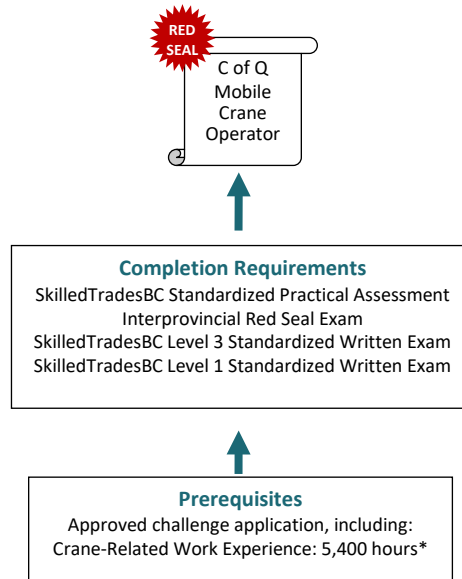 RED
SEAL
C of Q
Mobile
Crane
Operator
Completion Requirements
SkilledTradesBC Standardized Practical Assessment
Interprovincial Red Seal Exam
SkilledTradesBC Level 3 Standardized Written Exam
SkilledTradesBC Level 1 Standardized Written Exam
Prerequisites
Approved challenge application, including:
Crane-Related Work Experience: 5,400 hours*